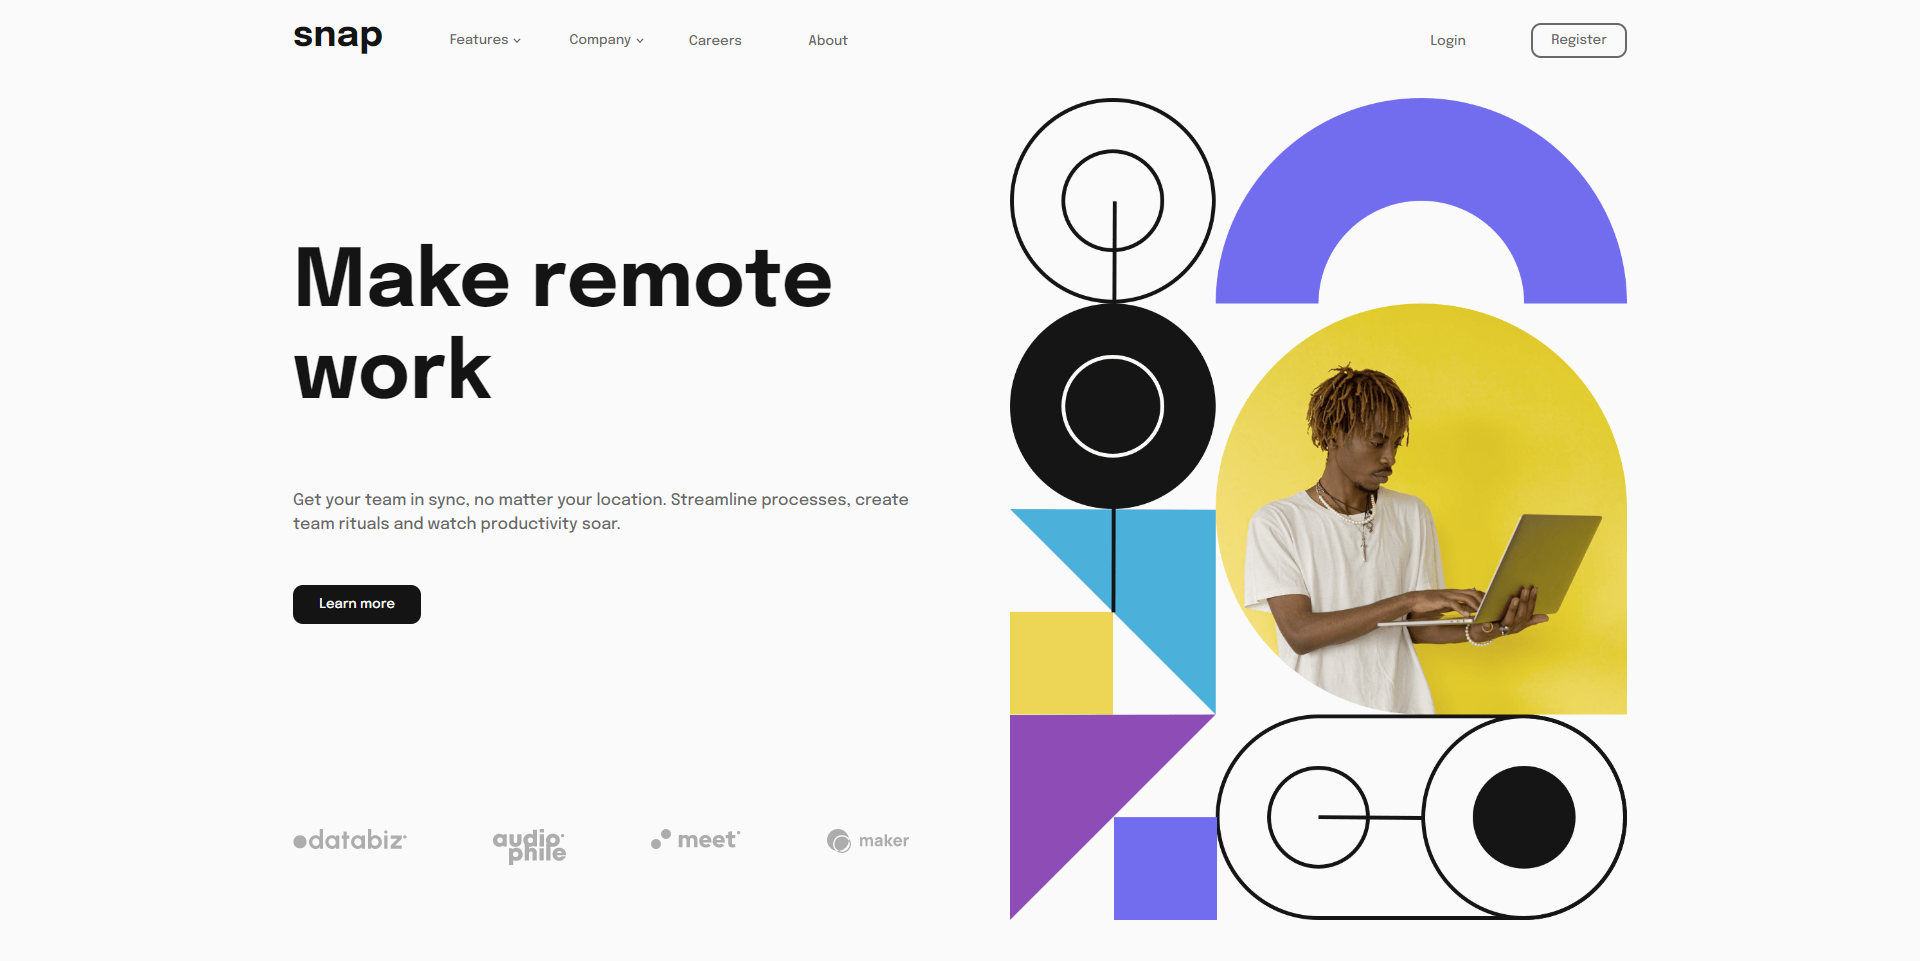 snap
Features
Company
Careers
About
Login
Register
Make remote
work
Get your team in sync, no matter your location. Streamline processes, create
team rituals and watch productivity soar.
Learn more
databiz
audio
phile
meet
maker